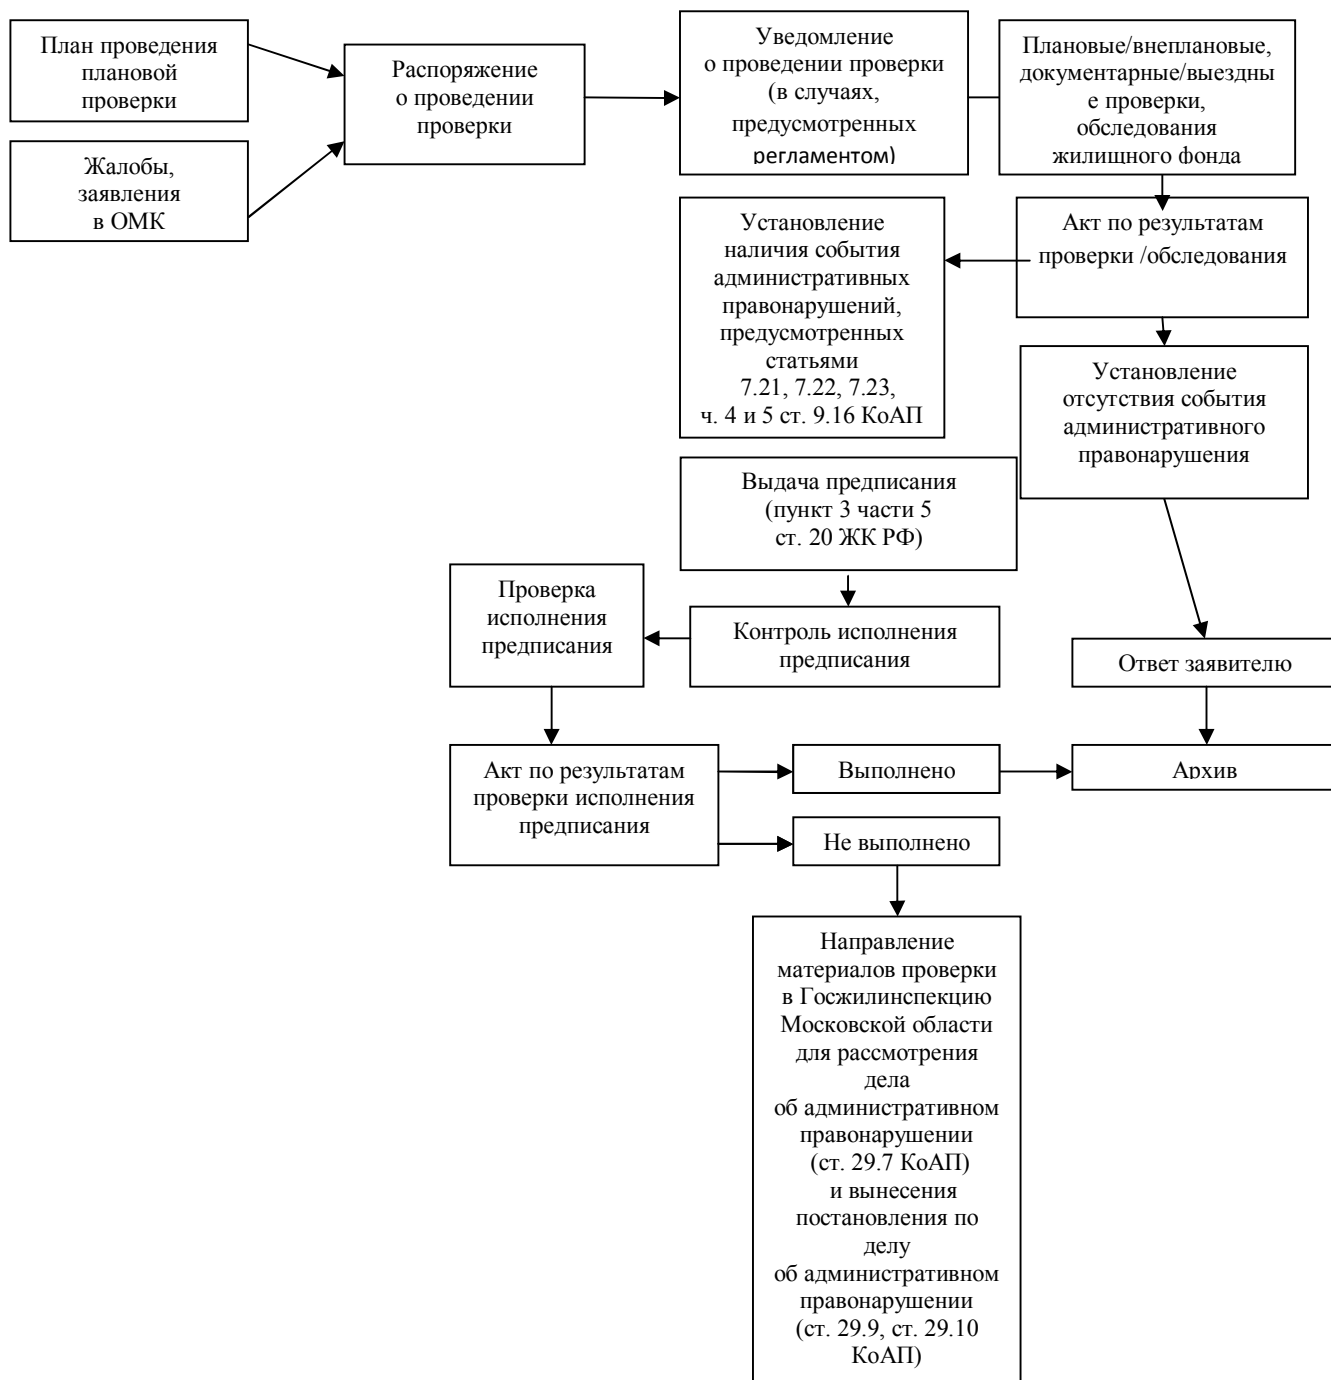 План проведения
плановой
проверки
Жалобы,
заявления
в ОМК
Распоряжение
о проведении
проверки
Уведомление
о проведении проверки
(в случаях,
предусмотренных
регламентом)
Плановые/внеплановые,
документарные/выездны
е проверки,
обследования
жилищного фонда
Акт по результатам
проверки /обследования
Установление
наличия события
административных
правонарушений,
предусмотренных
статьями
7.21, 7.22, 7.23,
ч. 4 и 5 ст. 9.16 КоАП
Установление
отсутствия события
административного
правонарушения
Выдача предписания
(пункт 3 части 5
ст. 20 ЖК РФ)
Контроль исполнения
предписания
Проверка
исполнения
предписания
Ответ заявителю
Акт по результатам
проверки исполнения
предписания
Выполнено
Архив
Не выполнено
Направление
материалов проверки
в Госжилинспекцию
Московской области
для рассмотрения
дела
об административном
правонарушении
(ст. 29.7 КоАП)
и вынесения
постановления по
делу
об административном
правонарушении
(ст. 29.9, ст. 29.10
КоАП)